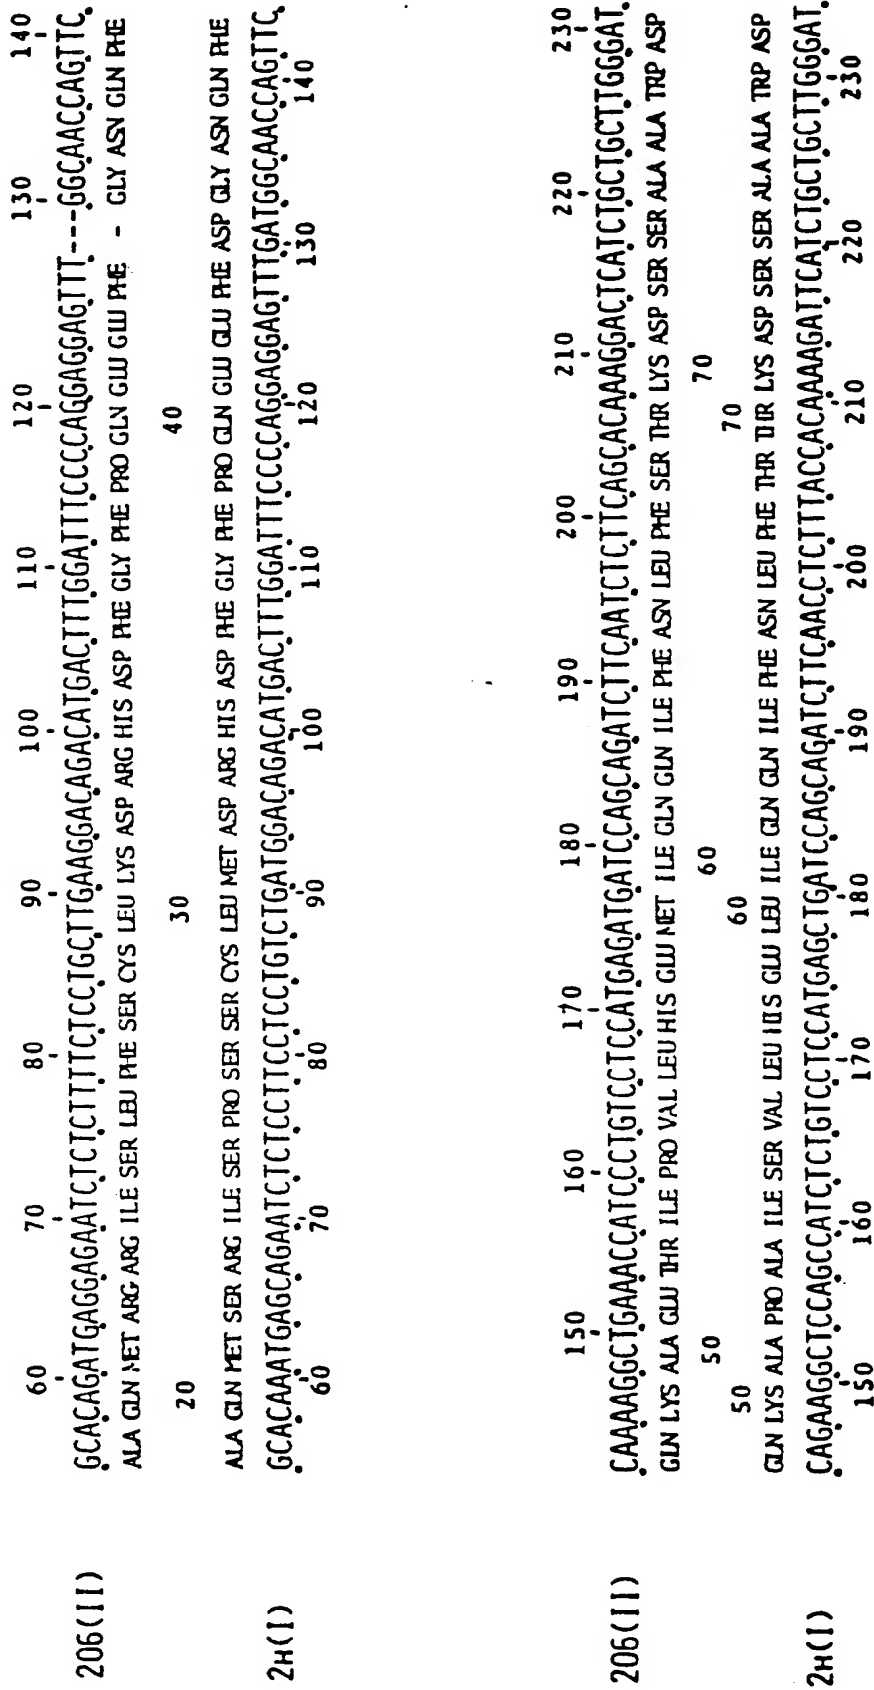 60 70 80 90 100 110 120 130 140
206(II) GCACAGATGAGGAGAATCTCTCTTTTCTCCTGCTTGAAGGACAGACATGACTTTGGATTTCCCCAGGAGGAGTTT---GGCAACCAGTTC
ALA GLN MET ARG ARG ILE SER LEU PHE SER CYS LEU LYS ASP ARG HIS ASP PHE GLY PHE PRO GLN GLU GLU PHE - GLY ASN GLN PHE
20 30 40
ALA GLN MET SER ARG ILE SER PRO SER SER CYS LEU MET ASP ARG HIS ASP PHE GLY PHE PRO GLN GLU GLU PHE ASP GLY ASN GLN PHE
2H(I) GCACAAATGAGCAGAATCTCTCCTTCCTCCTGTCTGATGGACAGACATGACTTTGGATTTCCCCAGGAGGAGTTTGATGGCAACCAGTTC
60 70 80 90 100 110 120 130 140
150 160 170 180 190 200 210 220 230
206(II) CAAAAGGCTGAAACCATCCCTGTCCTCCATGAGATGATCCAGCAGATCTTCAATCTCTTCAGCACAAAGGACTCATCTGCTGCTTGGGAT
GLN LYS ALA GLU THR ILE PRO VAL LEU HIS GLU MET ILE GLN GLN ILE PHE ASN LEU PHE SER THR LYS ASP SER SER ALA ALA TRP ASP
50 60 70
50 60 70
GLN LYS ALA PRO ALA ILE SER VAL LEU HIS GLU LEU ILE GLN GLN ILE PHE ASN LEU PHE THR THR LYS ASP SER SER ALA ALA TRP ASP
2H(I) CAGAAGGCTCCAGCCATCTCTGTCCTCCATGAGCTGATCCAGCAGATCTTCAACCTCTTTACCACAAAAGATTCATCTGCTGCTTGGGAT
150 160 170 180 190 200 210 220 230